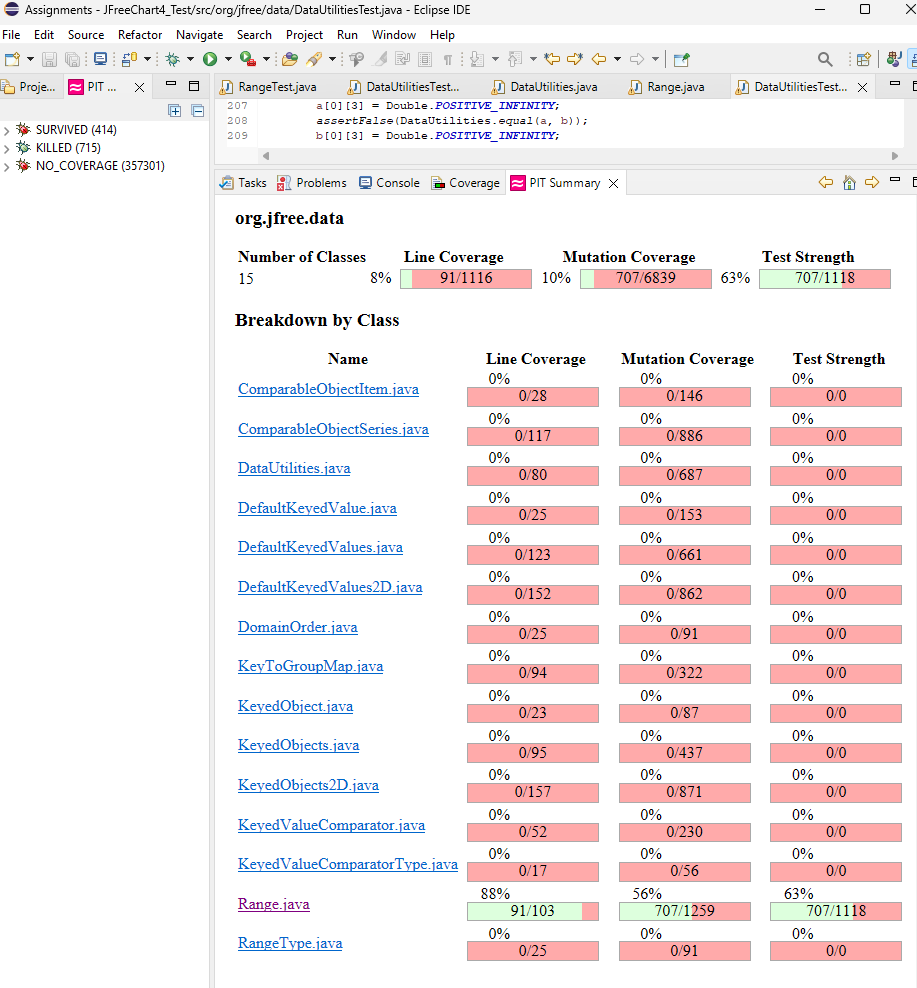 Assignments - JFreeChart4_Test/src/org/jfree/data/DataUtilitiesTest.java - Eclipse IDE
File Edit Source Refactor Navigate Search Project Run Window Help
Proje... PIT ...
RangeTest.java DataUtilitiesTest... DataUtilities.java Range.java DataUtilitiesTest...
SURVIVED (414)
KILLED (715)
NO_COVERAGE (357301)
207 a[0][3] = Double.POSITIVE_INFINITY;
208 assertFalse(DataUtilities.equal(a, b));
209 b[0][3] = Double.POSITIVE_INFINITY;
Tasks Problems Console Coverage PIT Summary
org.jfree.data
Number of Classes Line Coverage Mutation Coverage Test Strength
15 8% 91/1116 10% 707/6839 63% 707/1118
Breakdown by Class
Name Line Coverage Mutation Coverage Test Strength
ComparableObjectItem.java 0% 0/28 0% 0/146 0% 0/0
ComparableObjectSeries.java 0% 0/117 0% 0/886 0% 0/0
DataUtilities.java 0% 0/80 0% 0/687 0% 0/0
DefaultKeyedValue.java 0% 0/25 0% 0/153 0% 0/0
DefaultKeyedValues.java 0% 0/123 0% 0/661 0% 0/0
DefaultKeyedValues2D.java 0% 0/152 0% 0/862 0% 0/0
DomainOrder.java 0% 0/25 0% 0/91 0% 0/0
KeyToGroupMap.java 0% 0/94 0% 0/322 0% 0/0
KeyedObject.java 0% 0/23 0% 0/87 0% 0/0
KeyedObjects.java 0% 0/95 0% 0/437 0% 0/0
KeyedObjects2D.java 0% 0/157 0% 0/871 0% 0/0
KeyedValueComparator.java 0% 0/52 0% 0/230 0% 0/0
KeyedValueComparatorType.java 0% 0/17 0% 0/56 0% 0/0
Range.java 88% 91/103 56% 707/1259 63% 707/1118
RangeType.java 0% 0/25 0% 0/91 0% 0/0